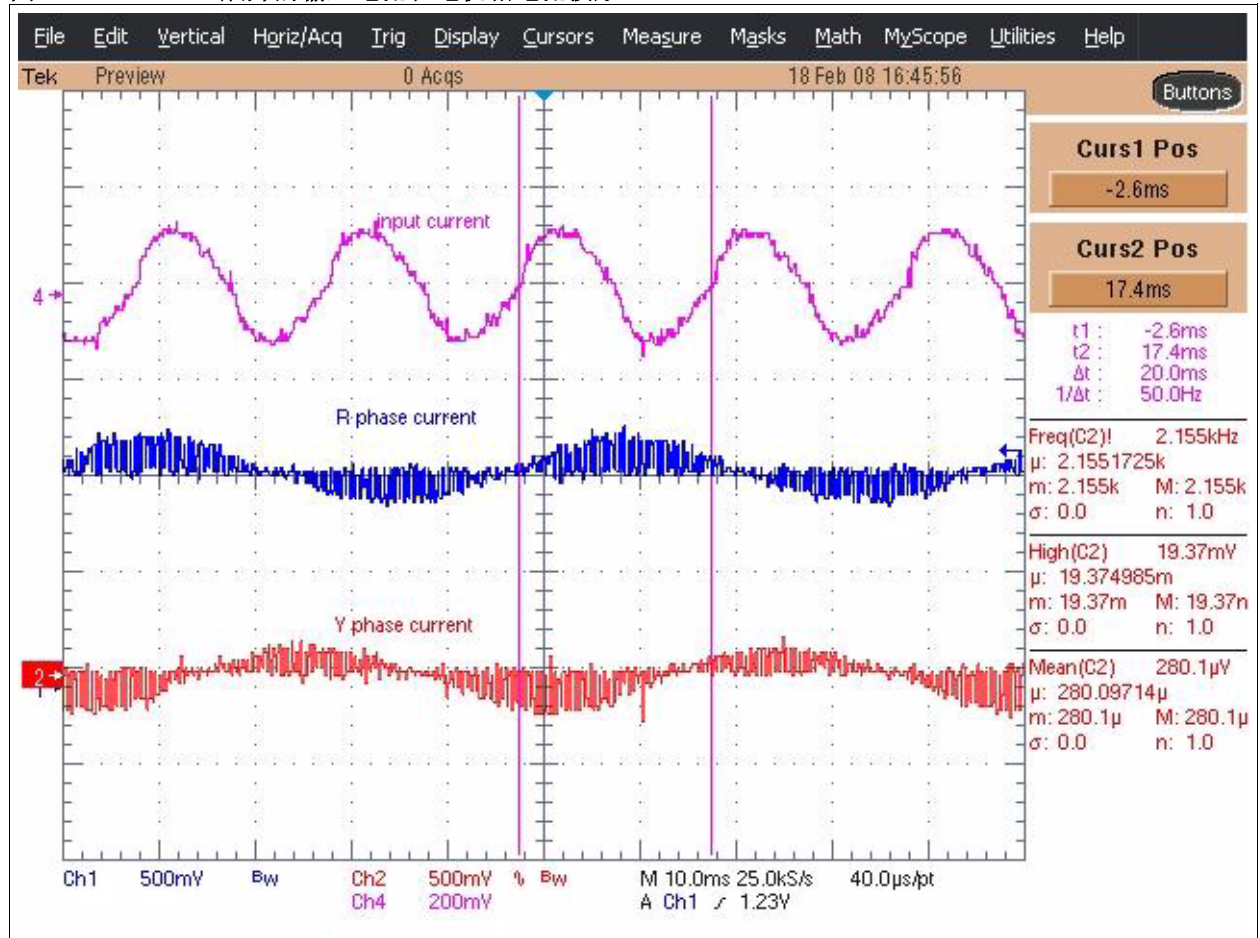 File Edit Vertical Horiz/Acq Trig Display Cursors Measure Masks Math MyScope Utilities Help
Tek Preview 0 Acqs 18 Feb 08 16:45:56
Buttons
Curs1 Pos
-2.6ms
Curs2 Pos
17.4ms
t1 : -2.6ms
t2 : 17.4ms
Δt : 20.0ms
1/Δt : 50.0Hz
input current
4
R phase current
Freq(C2)! 2.155kHz
μ: 2.1551725k
m: 2.155k M: 2.155k
σ: 0.0 n: 1.0
High(C2) 19.37mV
μ: 19.374985m
m: 19.37m M: 19.37n
σ: 0.0 n: 1.0
Y phase current
2
Mean(C2) 280.1μV
μ: 280.09714μ
m: 280.1μ M: 280.1μ
σ: 0.0 n: 1.0
Ch1 500mV Bw Ch2 500mV Bw M 10.0ms 25.0kS/s 40.0μs/pt
Ch4 200mV A Ch1 1.23V